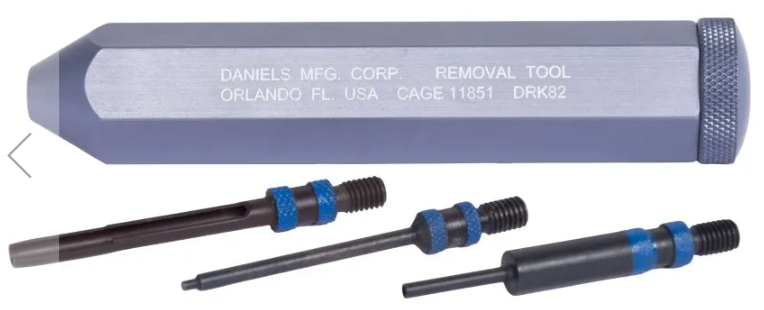 DANIELS MFG. CORP. REMOVAL TOOL
ORLANDO FL. USA CAGE 11851 DRK82